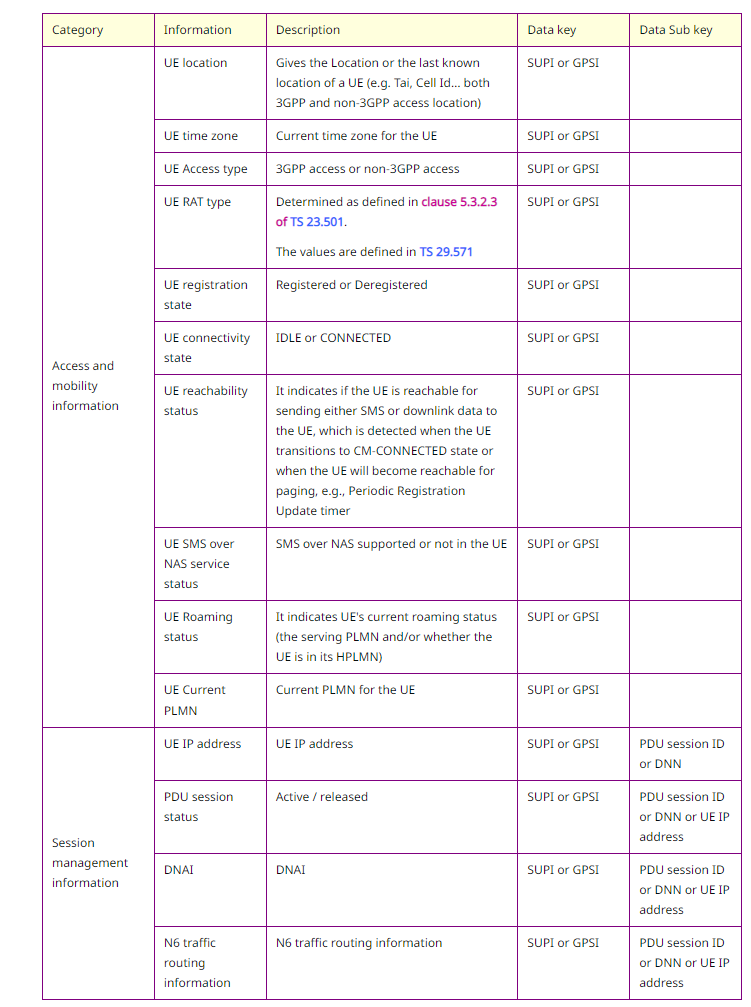 Category Information Description Data key Data Sub key
Access and
mobility
information
UE location Gives the Location or the last known SUPI or GPSI
location of a UE (e.g. Tai, Cell Id... both
3GPP and non-3GPP access location)
UE time zone Current time zone for the UE SUPI or GPSI
UE Access type 3GPP access or non-3GPP access SUPI or GPSI
UE RAT type Determined as defined in clause 5.3.2.3 SUPI or GPSI
of TS 23.501.
The values are defined in TS 29.571
UE registration Registered or Deregistered SUPI or GPSI
state
UE connectivity IDLE or CONNECTED SUPI or GPSI
state
UE reachability It indicates if the UE is reachable for SUPI or GPSI
status sending either SMS or downlink data to
the UE, which is detected when the UE
transitions to CM-CONNECTED state or
when the UE will become reachable for
paging, e.g., Periodic Registration
Update timer
UE SMS over SMS over NAS supported or not in the UE SUPI or GPSI
NAS service
status
UE Roaming It indicates UE's current roaming status SUPI or GPSI
status (the serving PLMN and/or whether the
UE is in its HPLMN)
UE Current Current PLMN for the UE SUPI or GPSI
PLMN
Session
management
information
UE IP address UE IP address SUPI or GPSI PDU session ID
or DNN
PDU session Active / released SUPI or GPSI PDU session ID
status or DNN or UE IP
address
DNAI DNAI SUPI or GPSI PDU session ID
or DNN or UE IP
address
N6 traffic N6 traffic routing information SUPI or GPSI PDU session ID
routing or DNN or UE IP
information address